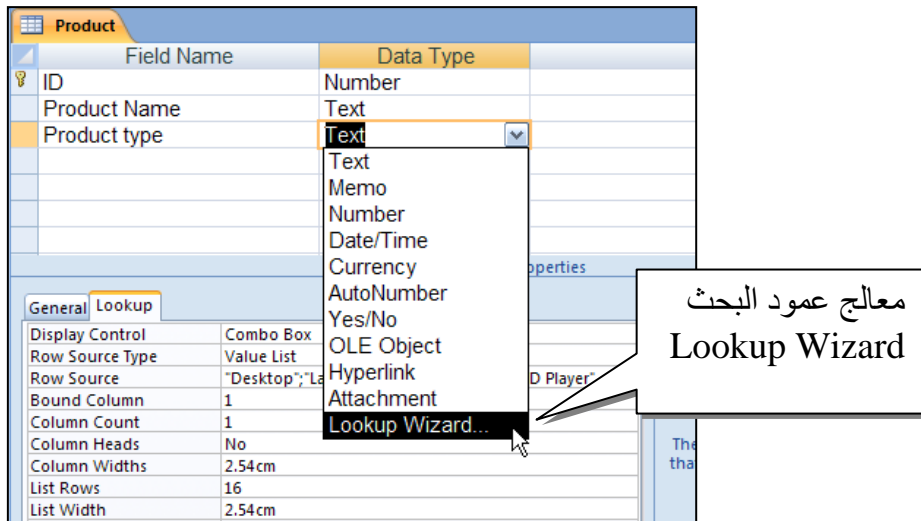 Product
Field Name Data Type
ID Number
Product Name Text
Product type Text
Text
Memo
Number
Date/Time
Currency
AutoNumber
Yes/No
OLE Object
Hyperlink
Attachment
Lookup Wizard...
operties
General Lookup
Display Control Combo Box
Row Source Type Value List
Row Source "Desktop";"La D Player"
Bound Column 1
Column Count 1
Column Heads No
Column Widths 2.54cm
List Rows 16
List Width 2.54cm
The
tha
معالج عمود البحث
Lookup Wizard